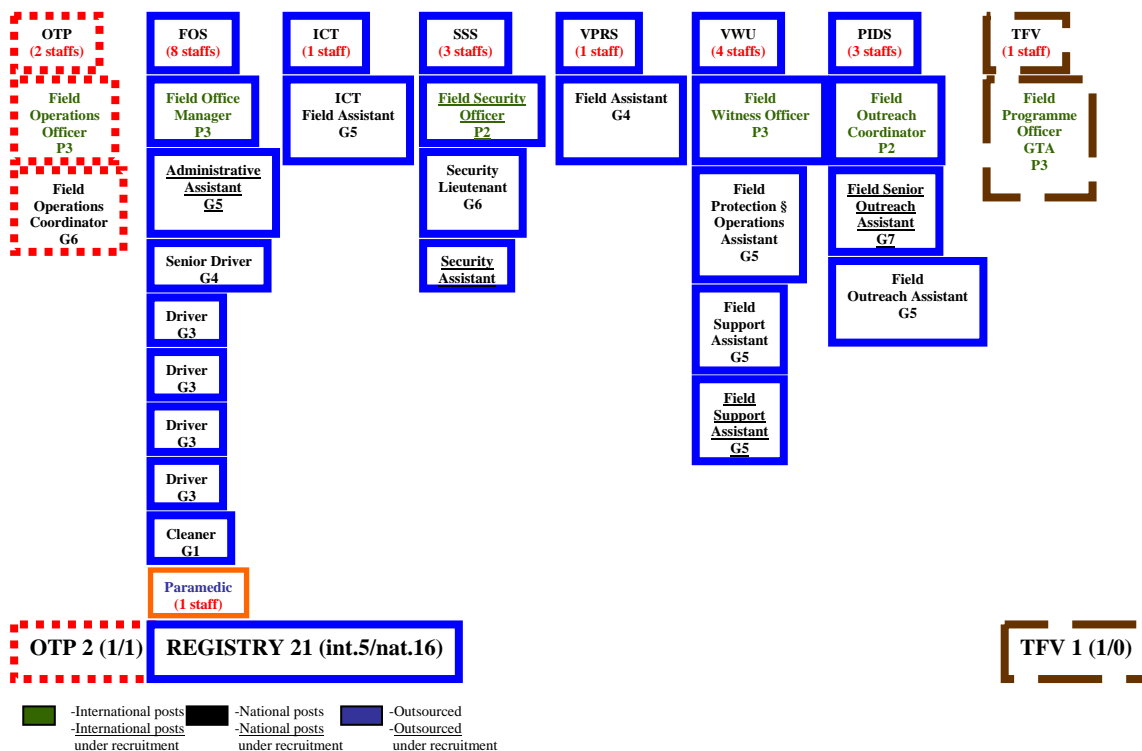 OTP
(2 staffs)
FOS
(8 staffs)
ICT
(1 staff)
SSS
(3 staffs)
VPRS
(1 staff)
VWU
(4 staffs)
PIDS
(3 staffs)
TFV
(1 staff)
Field
Operations
Officer
P3
Field
Operations
Coordinator
G6
Field Office
Manager
P3
Administrative
Assistant
G5
Senior Driver
G4
Driver
G3
Driver
G3
Driver
G3
Driver
G3
Cleaner
G1
Paramedic
(1 staff)
ICT
Field Assistant
G5
Field Security
Officer
P2
Security
Lieutenant
G6
Security
Assistant
Field Assistant
G4
Field
Witness Officer
P3
Field
Protection §
Operations
Assistant
G5
Field
Support
Assistant
G5
Field
Support
Assistant
G5
Field
Outreach
Coordinator
P2
Field Senior
Outreach
Assistant
G7
Field
Outreach Assistant
G5
Field
Programme
Officer
GTA
P3
OTP 2 (1/1)
REGISTRY 21 (int.5/nat.16)
TFV 1 (1/0)
-International posts
-International posts
under recruitment
-National posts
-National posts
under recruitment
-Outsourced
-Outsourced
under recruitment